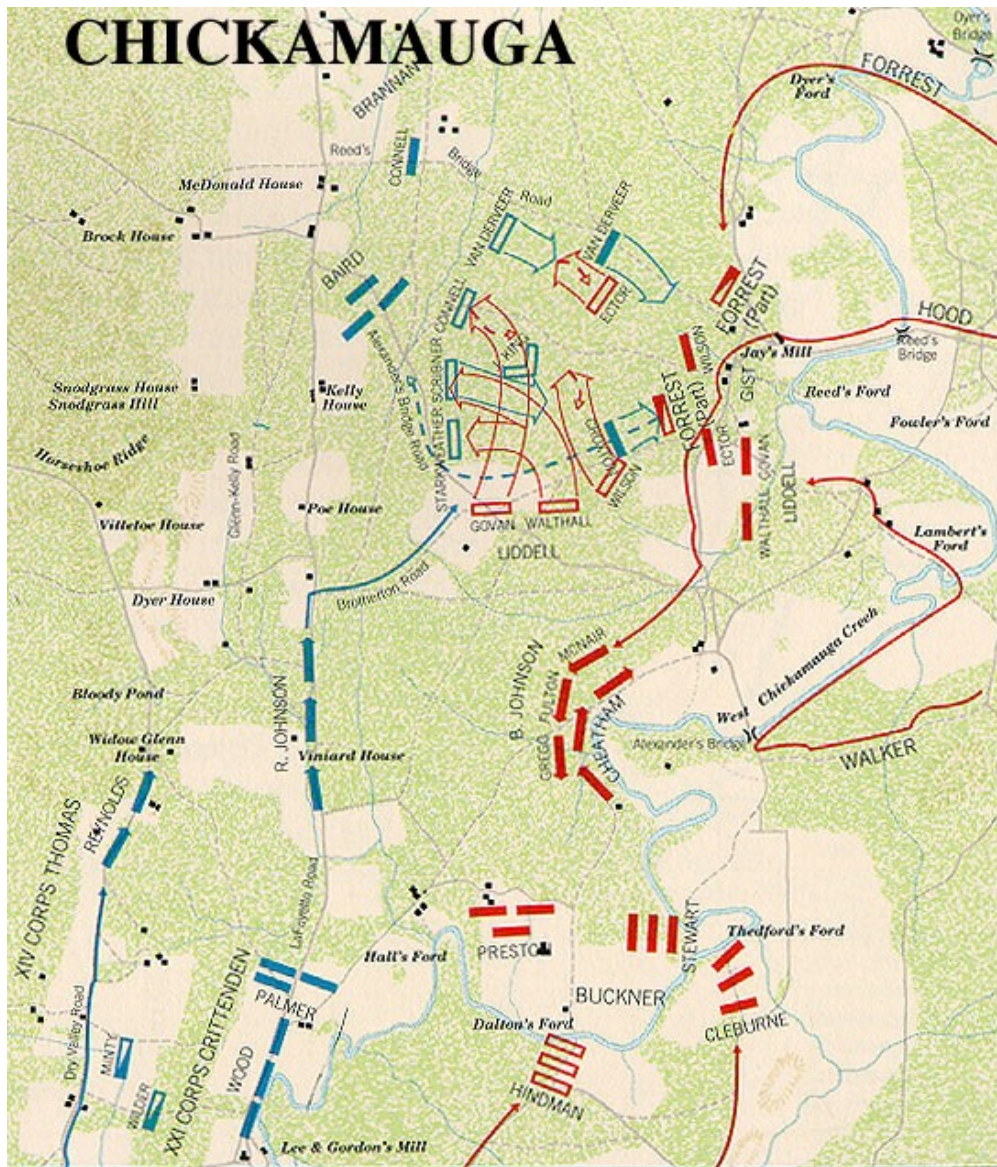 CHICKAMAUGA
Dyer's
Bridge
FORREST
Dyer's
Ford
BRANNAN
Reed's
Bridge
Road
CONNELL
McDonald House
Brock House
VAN DERVEER
VAN DERVEER
BAIRD
ECTOR
FORREST
(Part)
HOOD
Reed's
Bridge
CONNELL
Alexander's Bridge Road
SCRIBNER
STARKWEATHER
WILSON
Jay's Mill
GIST
Snodgrass House
Snodgrass Hill
Kelly
House
FORREST
(Part)
Reed's Ford
Fowler's Ford
Horseshoe Ridge
Glenn-Kelly Road
CROXTON
WILSON
ECTOR
GOVAN
WALTHALL
LIDDELL
Vitletoe House
Poe House
GOVAN
WALTHALL
LIDDELL
Lambert's
Ford
Dyer House
Brotherton Road
B. JOHNSON
MCNAIR
FULTON
GREGG
CHEATHAM
West Chickamauga Creek
Bloody Pond
R. JOHNSON
Widow Glenn
House
Viniard House
Alexander's Bridge
WALKER
REYNOLDS
XIV CORPS THOMAS
LaFayette Road
Hall's Ford
PRESTON
STEWART
Thedford's Ford
BUCKNER
CLEBURNE
XXI CORPS CRITTENDEN
PALMER
Dalton's Ford
Dry Valley Road
MINTY
WILDER
WOOD
HINDMAN
Lee & Gordon's Mill